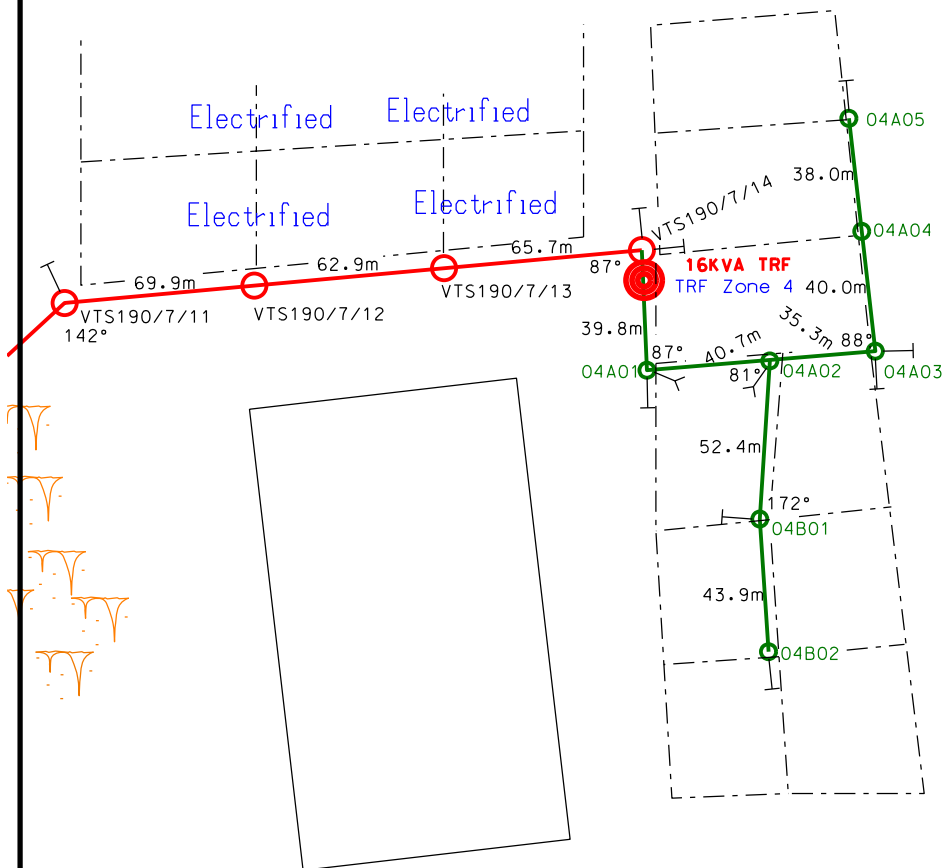 Electrified
Electrified
04A05
38.0m
VTS190/7/14
Electrified
Electrified
04A04
65.7m
62.9m
87°
16KVA TRF
69.9m
TRF Zone 4
40.0m
VTS190/7/13
VTS190/7/12
VTS190/7/11
142°
39.8m
35.3m
88°
40.7m
87°
04A01
81°
04A02
04A03
52.4m
172°
04B01
43.9m
04B02